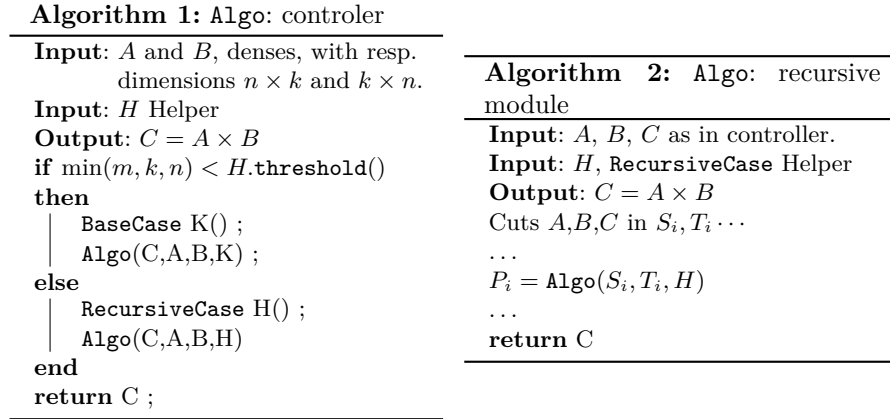 Algorithm 1: Algo: controler
Input: A and B, denses, with resp.
dimensions n × k and k × n.
Input: H Helper
Output: C = A × B
if min(m, k, n) < H.threshold()
then
BaseCase K() ;
Algo(C,A,B,K) ;
else
RecursiveCase H() ;
Algo(C,A,B,H)
end
return C ;
Algorithm 2: Algo: recursive
module
Input: A, B, C as in controller.
Input: H, RecursiveCase Helper
Output: C = A × B
Cuts A,B,C in S_i, T_i ⋯
...
P_i = Algo(S_i, T_i, H)
...
return C